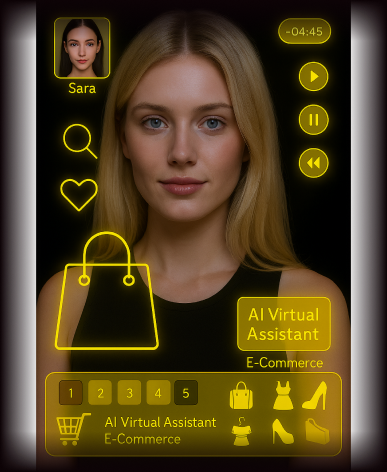 -04:45
Sara
AI Virtual
Assistant
E-Commerce
1 2 3 4 5
AI Virtual Assistant
E-Commerce